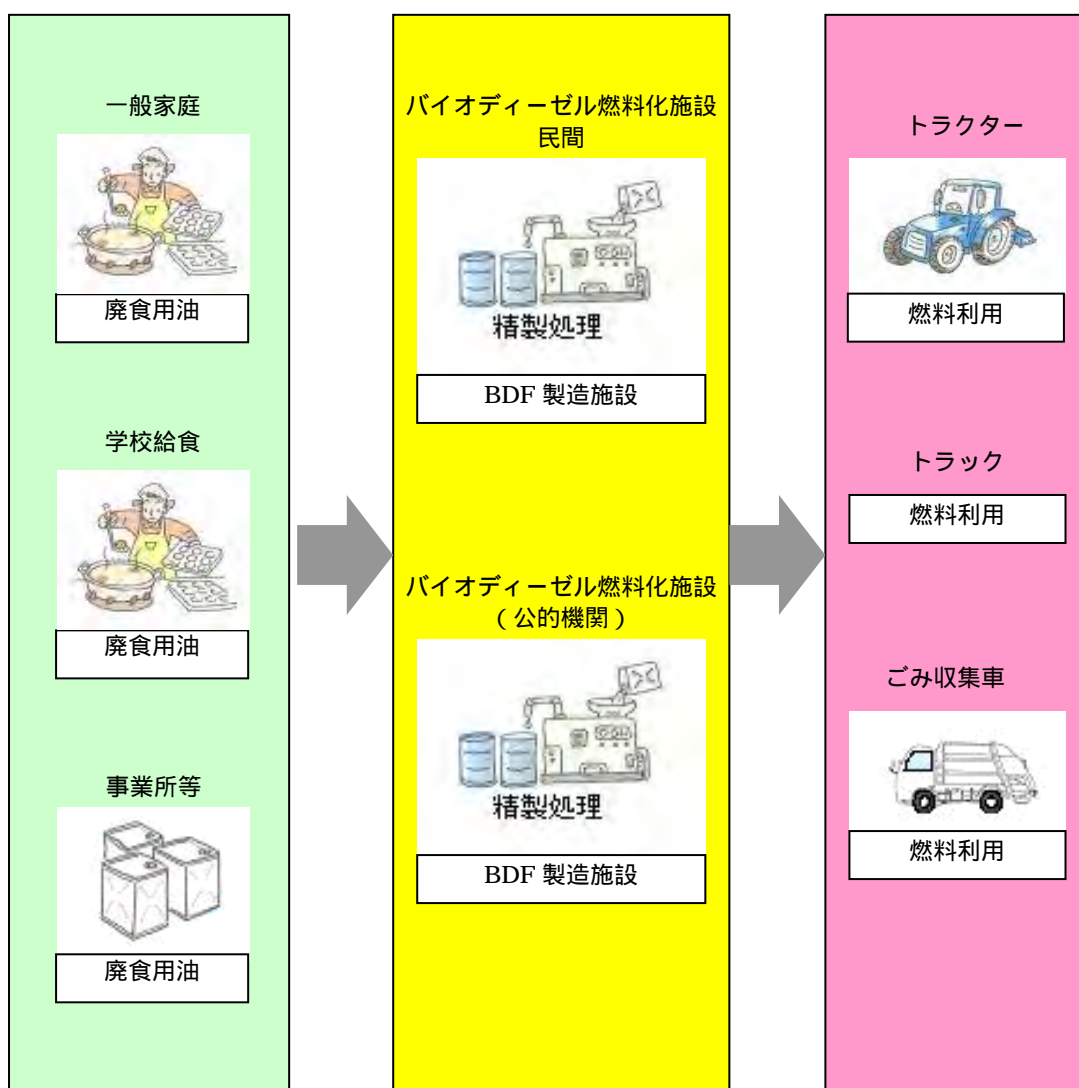 一般家庭
廃食用油
学校給食
廃食用油
事業所等
廃食用油
バイオディーゼル燃料化施設
民間
精製処理
BDF 製造施設
バイオディーゼル燃料化施設
(公的機関)
精製処理
BDF 製造施設
トラクター
燃料利用
トラック
燃料利用
ごみ収集車
燃料利用